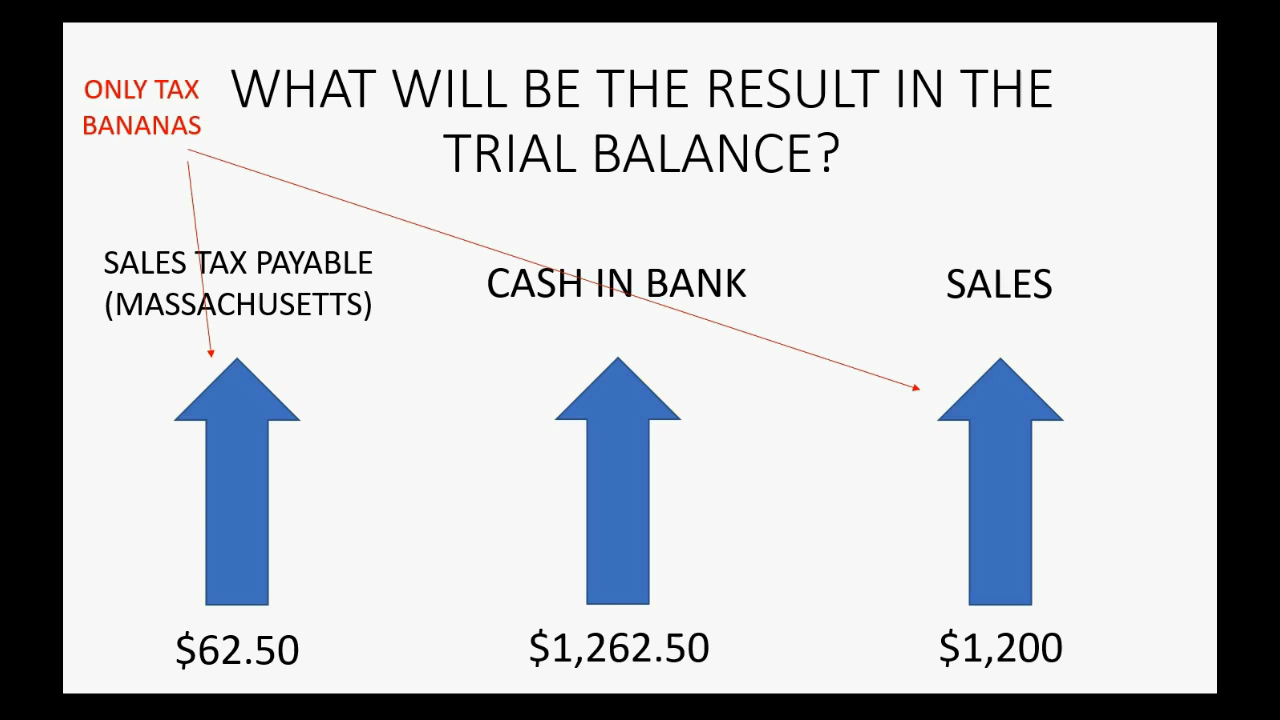 ONLY TAX
BANANAS
WHAT WILL BE THE RESULT IN THE
TRIAL BALANCE?
SALES TAX PAYABLE
(MASSACHUSETTS)
CASH IN BANK
SALES
$62.50
$1,262.50
$1,200